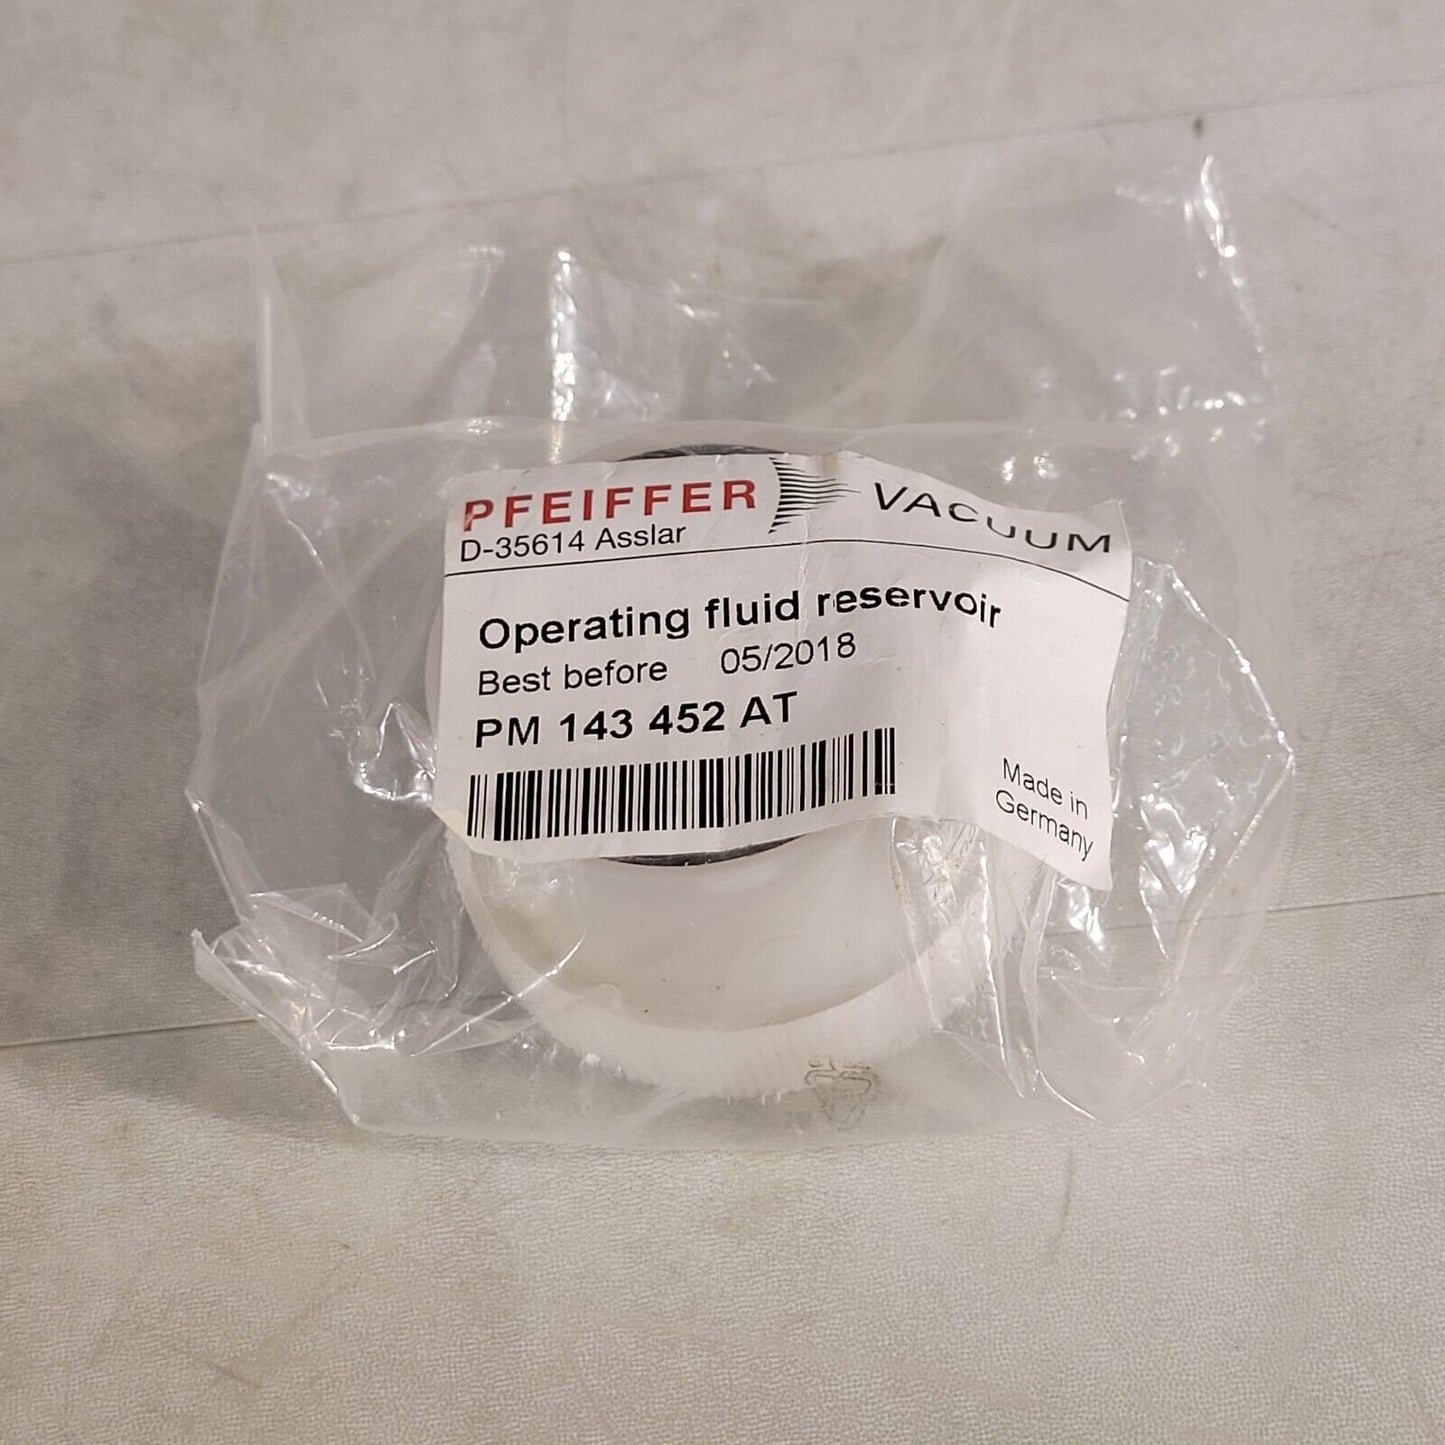 PFEIFFER VACUUM
D-35614 Asslar
Operating fluid reservoir
Best before 05/2018
PM 143 452 AT
Made in
Germany